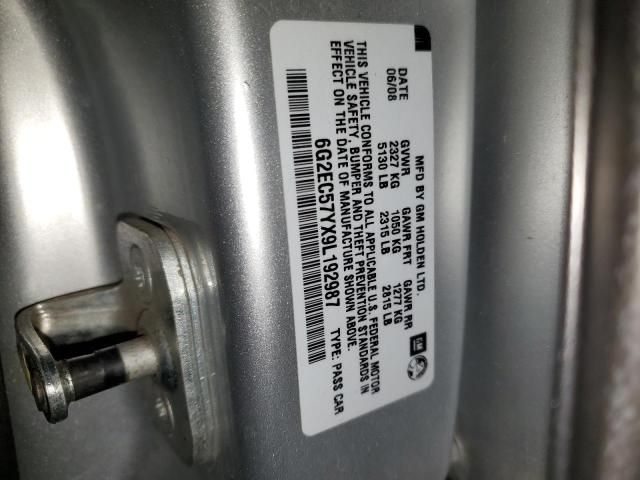 MFD BY GM HOLDEN LTD.
DATE GVWR GAWR FRT GAWR RR
06/08 2327 KG 1050 KG 1277 KG
5130 LB 2315 LB 2815 LB
THIS VEHICLE CONFORMS TO ALL APPLICABLE U.S. FEDERAL MOTOR
VEHICLE SAFETY, BUMPER AND THEFT PREVENTION STANDARDS IN
EFFECT ON THE DATE OF MANUFACTURE SHOWN ABOVE.
6G2EC57YX9L192987 TYPE: PASS CAR
GM